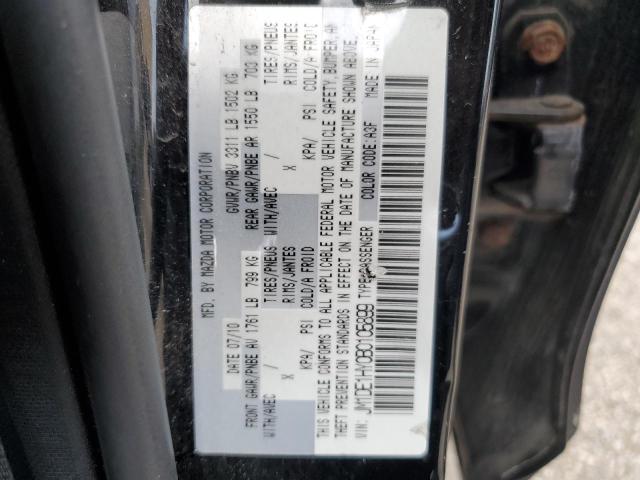 MFD. BY MAZDA MOTOR CORPORATION
DATE 07/10 GVWR/PNBV 3311 LB 1502 KG
FRONT GAWR/PNBE AV 1761 LB 799 KG REAR GAWR/PNBE AR 1550 LB 703 KG
WITH/AVEC TIRES/PNEUS WITH/AVEC TIRES/PNEUS
X RIMS/JANTES X RIMS/JANTES
KPA/ PSI COLD/A FROID KPA/ PSI COLD/A FROID
THIS VEHICLE CONFORMS TO ALL APPLICABLE FEDERAL MOTOR VEHICLE SAFETY BUMPER, AND
THEFT PREVENTION STANDARDS IN EFFECT ON THE DATE OF MANUFACTURE SHOWN ABOVE.
VIN: JM1DE1HY0B0105899 TYPE:PASSENGER COLOR CODE:A3F MADE IN JAPAN